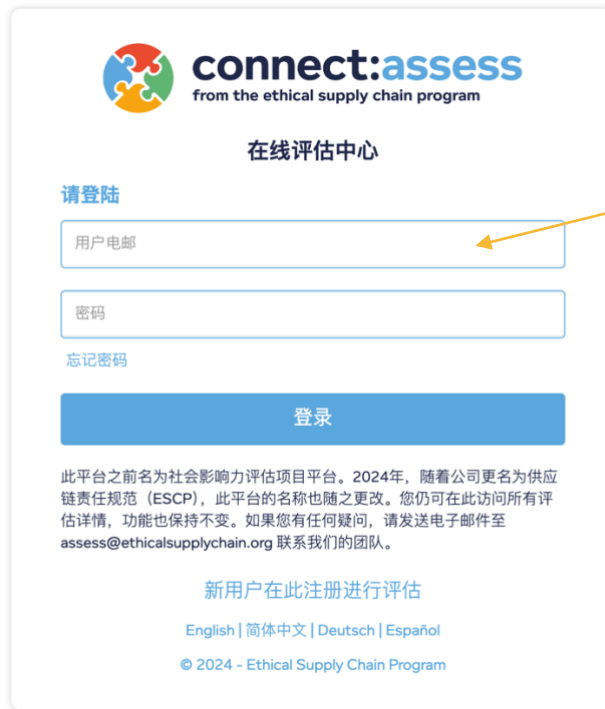 connect:assess
from the ethical supply chain program
在线评估中心
请登陆
用户电邮
密码
忘记密码
登录
此平台之前名为社会影响力评估项目平台。2024年，随着公司更名为供应
链责任规范（ESCP），此平台的名称也随之更改。您仍可在此访问所有评
估详情，功能也保持不变。如果您有任何疑问，请发送电子邮件至
assess@ethicalsupplychain.org 联系我们的团队。
新用户在此注册进行评估
English | 简体中文 | Deutsch | Español
© 2024 - Ethical Supply Chain Program